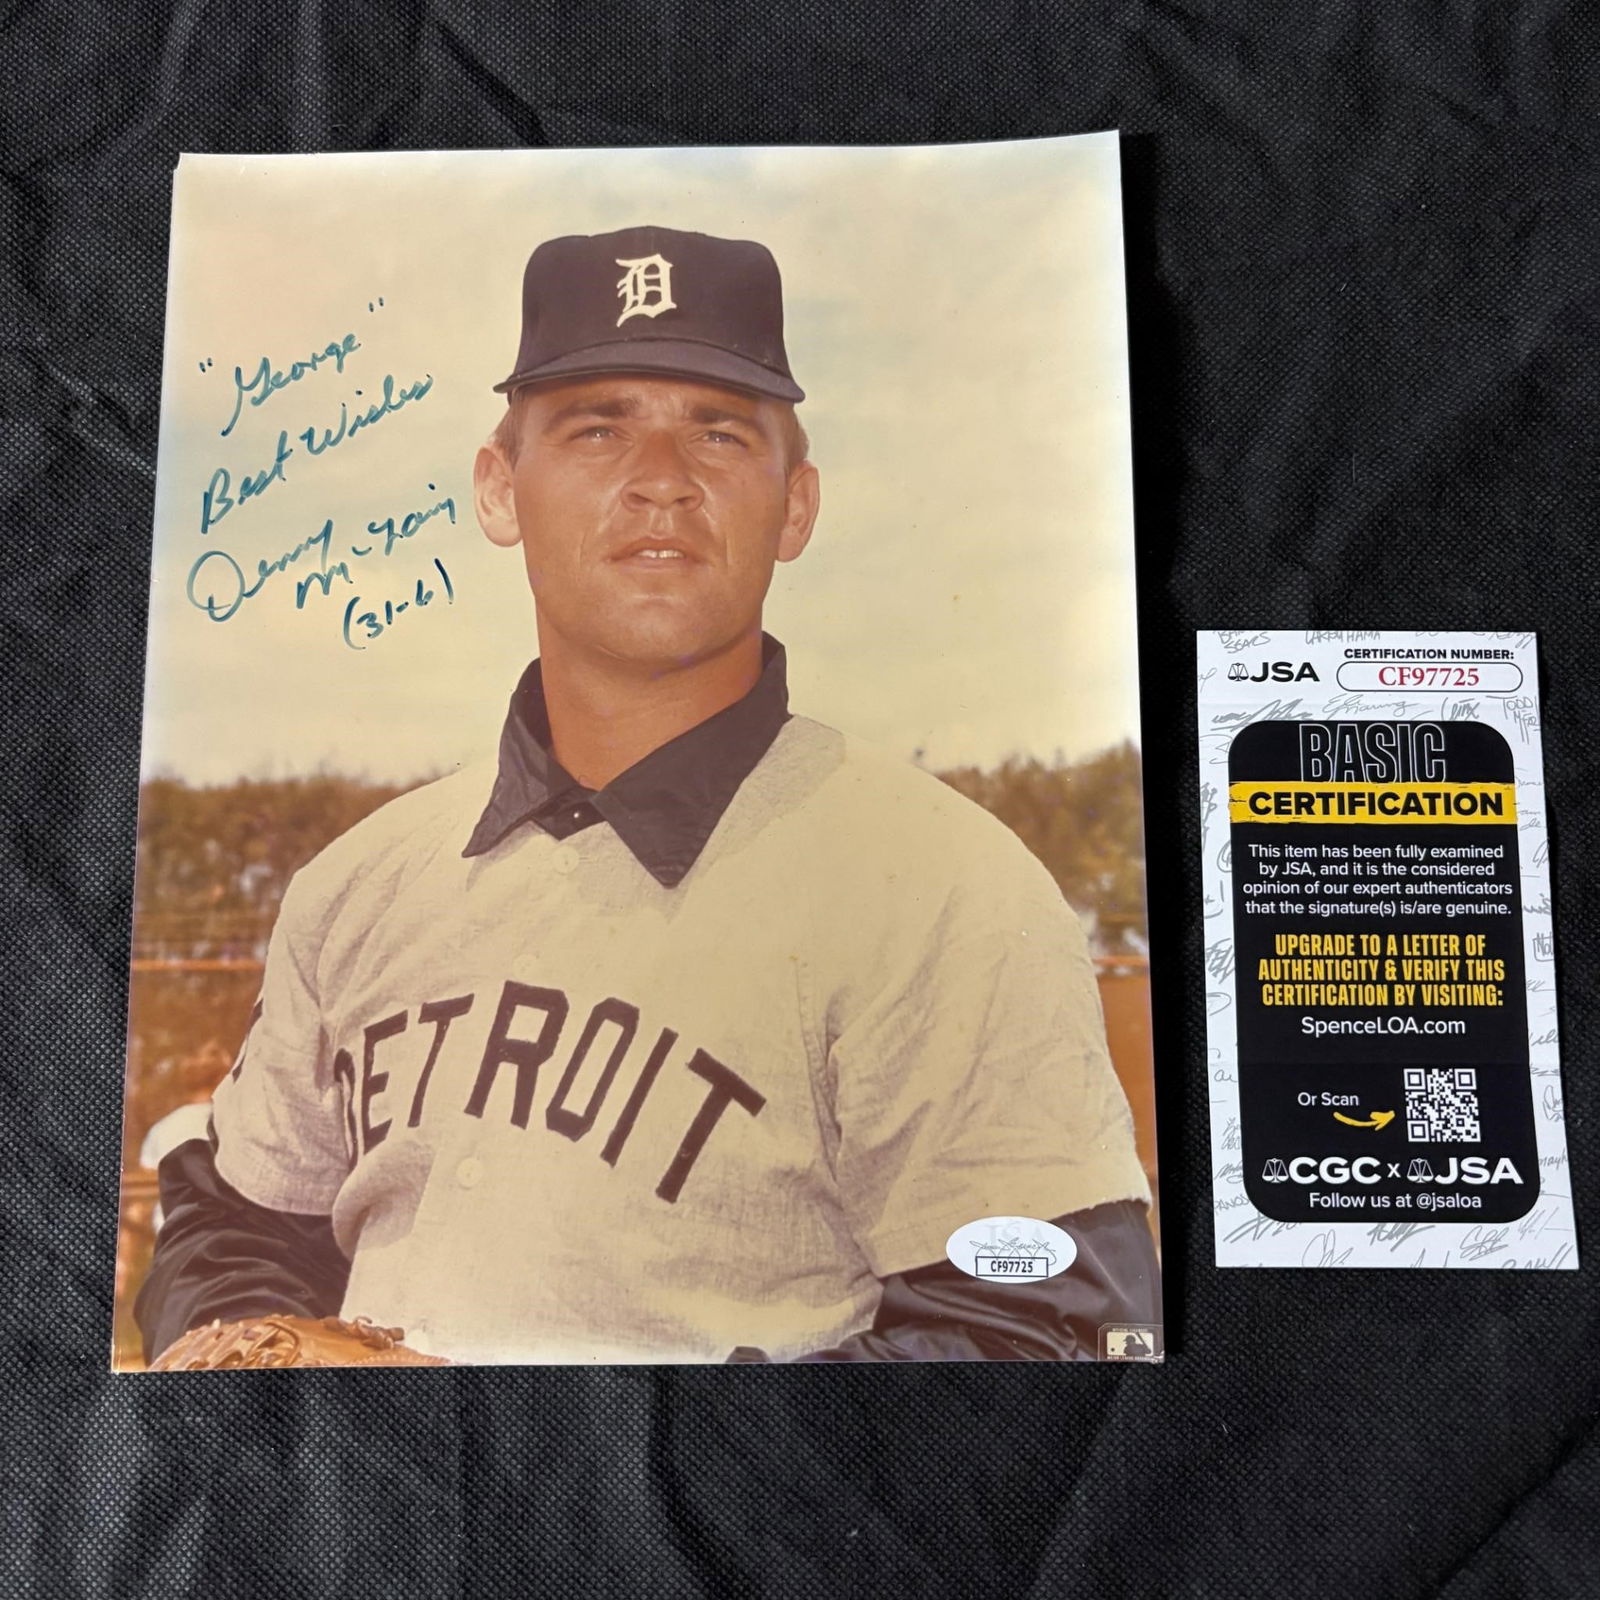 D
"George"
Best Wishes
Denny
McLain
(31-6)
DETROIT
CF97725
JSA
CERTIFICATION NUMBER:
CF97725
BASIC
CERTIFICATION
This item has been fully examined
by JSA, and it is the considered
opinion of our expert authenticators
that the signature(s) is/are genuine.
UPGRADE TO A LETTER OF
AUTHENTICITY & VERIFY THIS
CERTIFICATION BY VISITING:
SpenceLOA.com
Or Scan
CGC x JSA
Follow us at @jsaloa